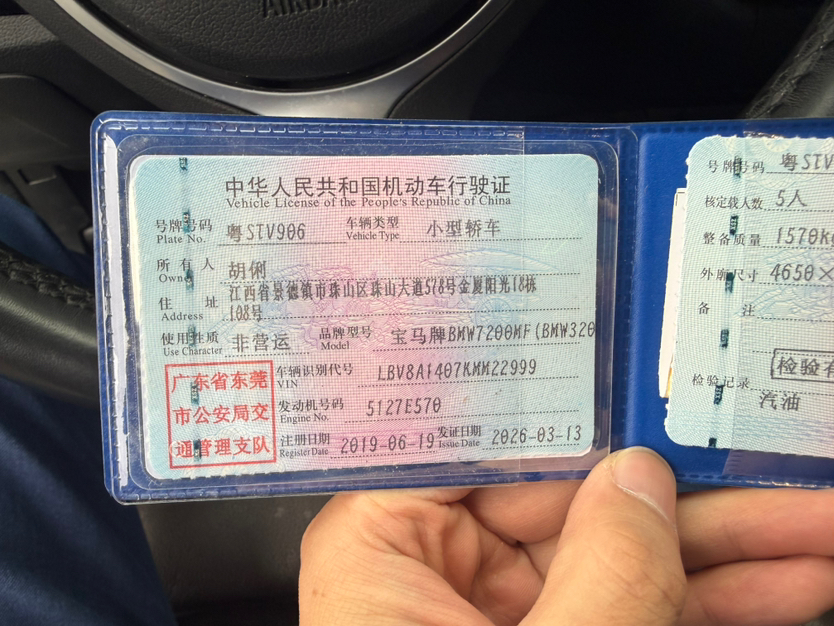 中华人民共和国机动车行驶证
Vehicle License of the People's Republic of China
号牌号码 粤STV906 车辆类型 小型轿车
Plate No. Vehicle Type
所有人 胡俐
Owner
住址 江西省景德镇市珠山区珠山大道578号金厦阳光18栋
Address 108号
使用性质 非营运 品牌型号 宝马牌BMW7200MF(BMW320
Use Character Model
车辆识别代号 LBV8A1407KMM22999
VIN
发动机号码 5127E570
Engine No.
注册日期 2019-06-19 发证日期 2026-03-13
Register Date Issue Date
广东省东莞
市公安局交
通管理支队
号牌号码 粤STV
核定载人数 5人
整备质量 1570k
外廓尺寸 4650×
备注
检验有
检验记录
汽油